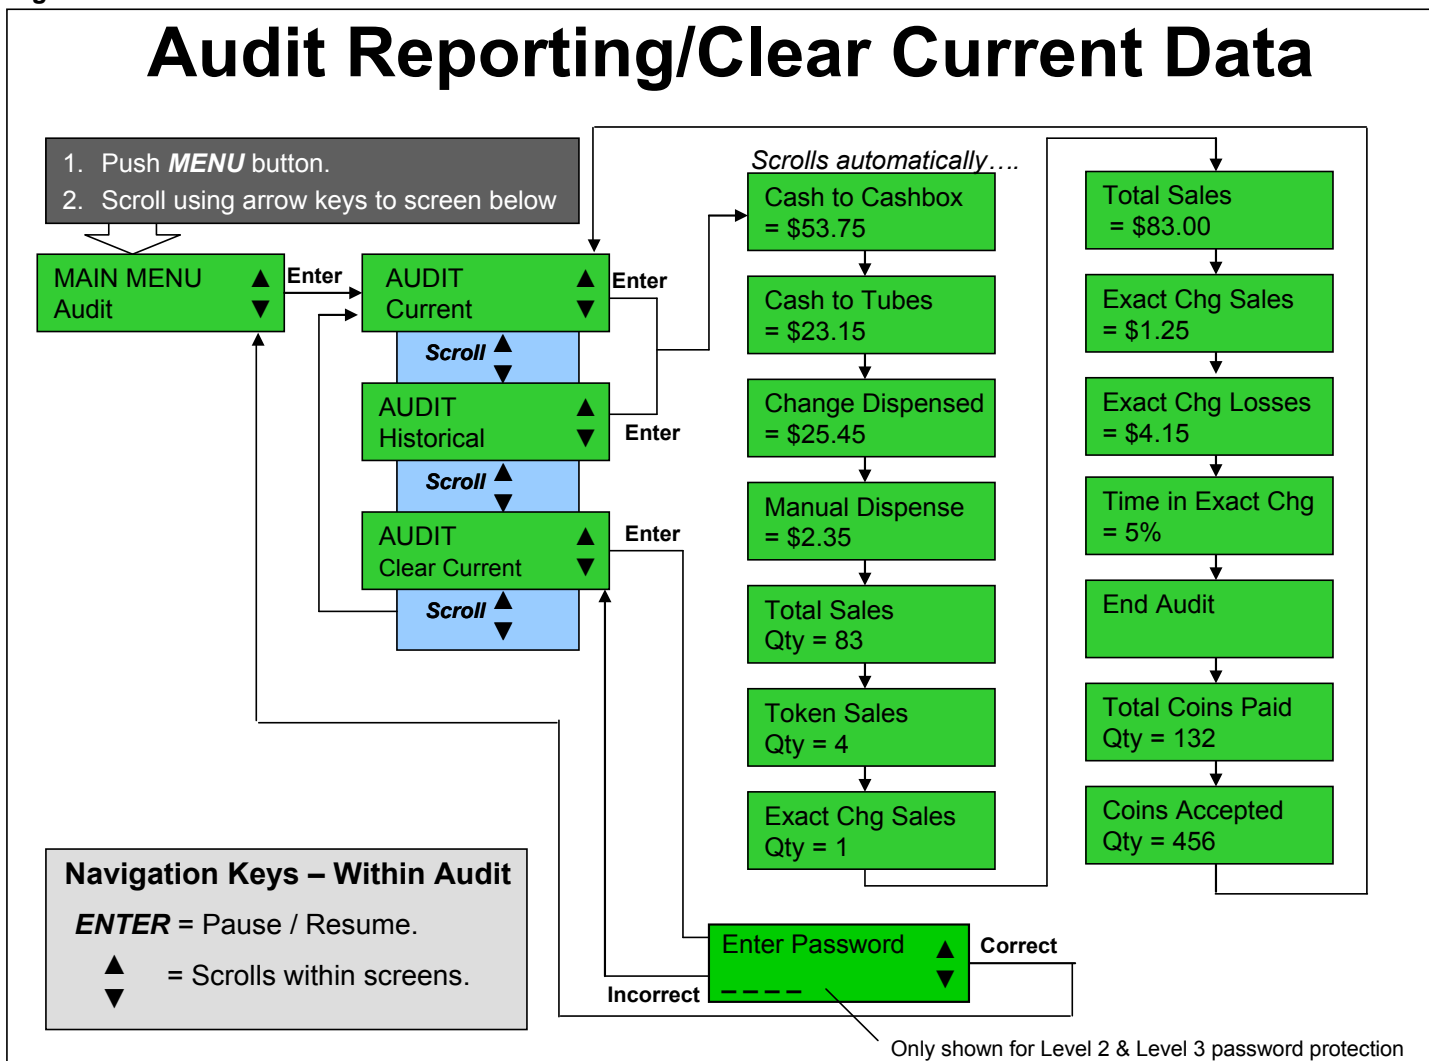 Audit Reporting/Clear Current Data
1. Push MENU button.
2. Scroll using arrow keys to screen below
MAIN MENU ▲
Audit ▼
Enter
AUDIT ▲
Current ▼
Enter
Scroll ▲
▼
AUDIT ▲
Historical ▼
Enter
Scroll ▲
▼
AUDIT ▲
Clear Current ▼
Enter
Scroll ▲
▼
Scrolls automatically….
Cash to Cashbox
= $53.75
Cash to Tubes
= $23.15
Change Dispensed
= $25.45
Manual Dispense
= $2.35
Total Sales
Qty = 83
Token Sales
Qty = 4
Exact Chg Sales
Qty = 1
Total Sales
= $83.00
Exact Chg Sales
= $1.25
Exact Chg Losses
= $4.15
Time in Exact Chg
= 5%
End Audit
Total Coins Paid
Qty = 132
Coins Accepted
Qty = 456
Navigation Keys – Within Audit
ENTER = Pause / Resume.
▲
▼ = Scrolls within screens.
Enter Password ▲
_ _ _ _ ▼
Correct
Incorrect
Only shown for Level 2 & Level 3 password protection